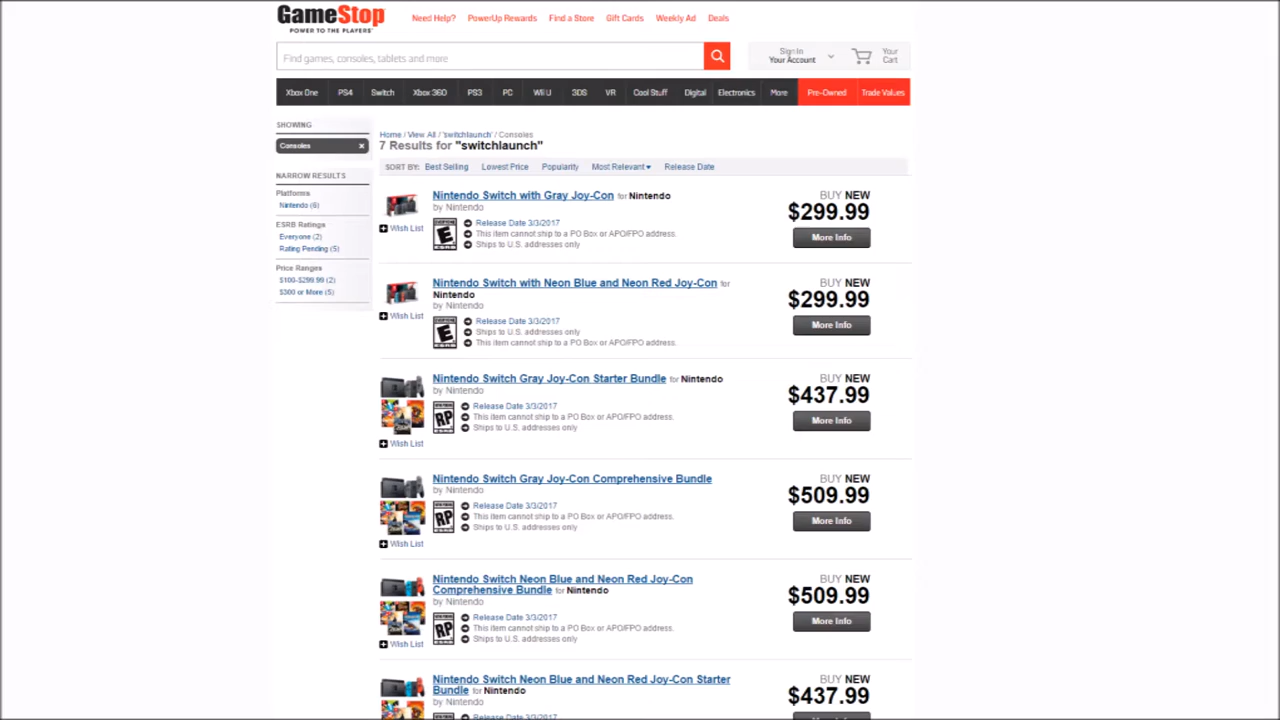 GameStop
POWER TO THE PLAYERS
Need Help? PowerUp Rewards Find a Store Gift Cards Weekly Ad Deals
Find games, consoles, tablets and more
Sign In
Your Account
Your
Cart
Xbox One PS4 Switch Xbox 360 PS3 PC Wii U 3DS VR Cool Stuff Digital Electronics More Pre-Owned Trade Values
SHOWING
Consoles x
NARROW RESULTS
Platforms
Nintendo (6)
ESRB Ratings
Everyone (2)
Rating Pending (5)
Price Ranges
$100-$299.99 (2)
$300 or More (5)
Home / View All / 'switchlaunch' / Consoles
7 Results for "switchlaunch"
SORT BY: Best Selling Lowest Price Popularity Most Relevant Release Date
Nintendo Switch with Gray Joy-Con for Nintendo
by Nintendo
E
Release Date 3/3/2017
This item cannot ship to a PO Box or APO/FPO address.
Ships to U.S. addresses only
Wish List
BUY NEW
$299.99
More Info
Nintendo Switch with Neon Blue and Neon Red Joy-Con for
Nintendo
by Nintendo
E
Release Date 3/3/2017
Ships to U.S. addresses only
This item cannot ship to a PO Box or APO/FPO address.
Wish List
BUY NEW
$299.99
More Info
Nintendo Switch Gray Joy-Con Starter Bundle for Nintendo
by Nintendo
RP
Release Date 3/3/2017
This item cannot ship to a PO Box or APO/FPO address.
Ships to U.S. addresses only
Wish List
BUY NEW
$437.99
More Info
Nintendo Switch Gray Joy-Con Comprehensive Bundle
by Nintendo
RP
Release Date 3/3/2017
This item cannot ship to a PO Box or APO/FPO address.
Ships to U.S. addresses only
Wish List
BUY NEW
$509.99
More Info
Nintendo Switch Neon Blue and Neon Red Joy-Con
Comprehensive Bundle for Nintendo
by Nintendo
RP
Release Date 3/3/2017
This item cannot ship to a PO Box or APO/FPO address.
Ships to U.S. addresses only
Wish List
BUY NEW
$509.99
More Info
Nintendo Switch Neon Blue and Neon Red Joy-Con Starter
Bundle for Nintendo
by Nintendo
Release Date 3/3/2017
BUY NEW
$437.99
More Info